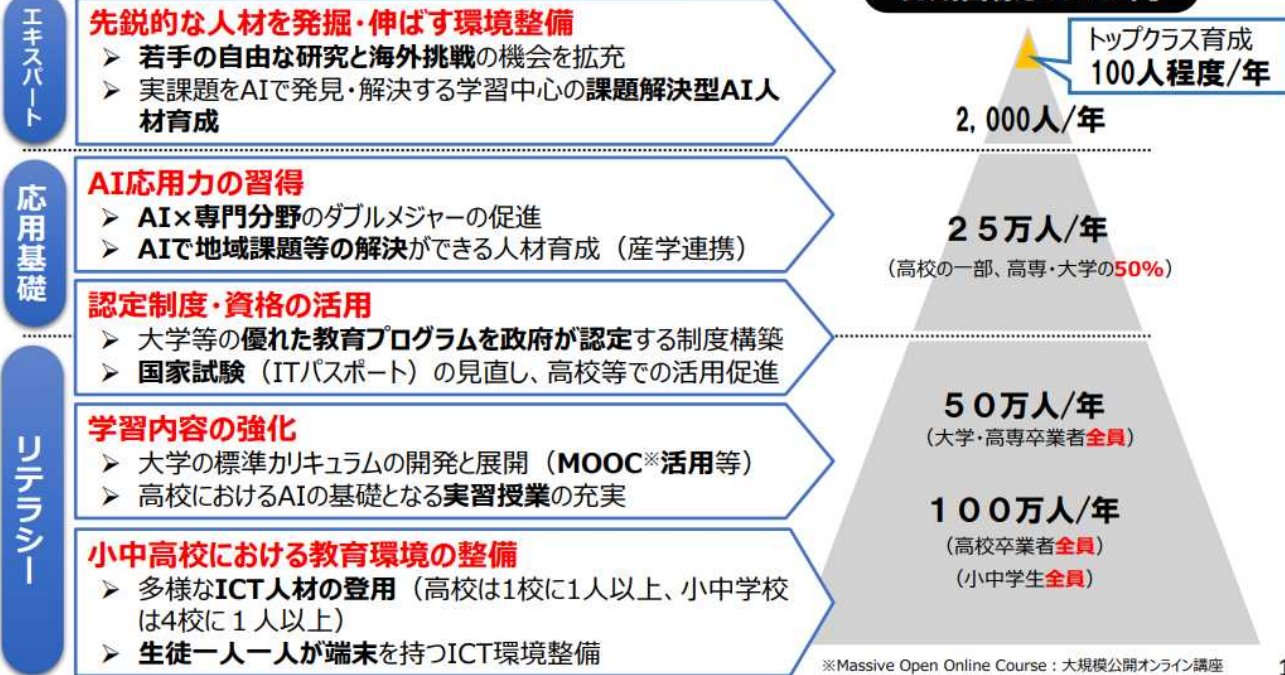 エキスパート
先鋭的な人材を発掘・伸ばす環境整備
➢ 若手の自由な研究と海外挑戦の機会を拡充
➢ 実課題をAIで発見・解決する学習中心の課題解決型AI人
材育成
トップクラス育成
100人程度/年
2,000人/年
応用基礎
AI応用力の習得
➢ AI×専門分野のダブルメジャーの促進
➢ AIで地域課題等の解決ができる人材育成（産学連携）
25万人/年
（高校の一部、高専・大学の50%）
認定制度・資格の活用
➢ 大学等の優れた教育プログラムを政府が認定する制度構築
➢ 国家試験（ITパスポート）の見直し、高校等での活用促進
リテラシー
学習内容の強化
➢ 大学の標準カリキュラムの開発と展開（MOOC※活用等）
➢ 高校におけるAIの基礎となる実習授業の充実
50万人/年
（大学・高専卒業者全員）
100万人/年
（高校卒業者全員）
（小中学生全員）
小中高校における教育環境の整備
➢ 多様なICT人材の登用（高校は1校に1人以上、小中学校
は4校に１人以上）
➢ 生徒一人一人が端末を持つICT環境整備
※Massive Open Online Course：大規模公開オンライン講座
1